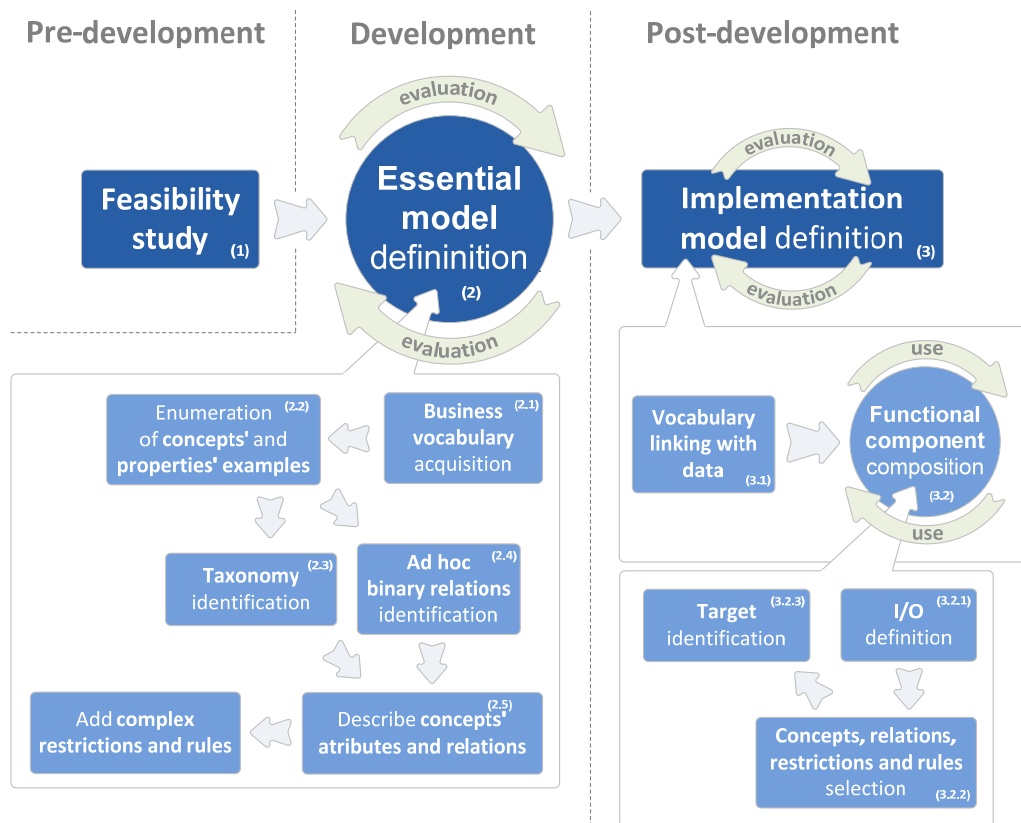 Pre-development
Development
Post-development
evaluation
Feasibility
study (1)
Essential
model
defininition
(2)
evaluation
evaluation
Implementation
model definition (3)
evaluation
Enumeration (2.2)
of concepts' and
properties' examples
Business (2.1)
vocabulary
acquisition
Taxonomy (2.3)
identification
Ad hoc (2.4)
binary relations
identification
Add complex
restrictions and rules
(2.5)
Describe concepts'
atributes and relations
Vocabulary
linking with
data
(3.1)
use
Functional
component
composition
(3.2)
use
Target (3.2.3)
identification
I/O (3.2.1)
definition
Concepts, relations,
restrictions and rules
selection (3.2.2)